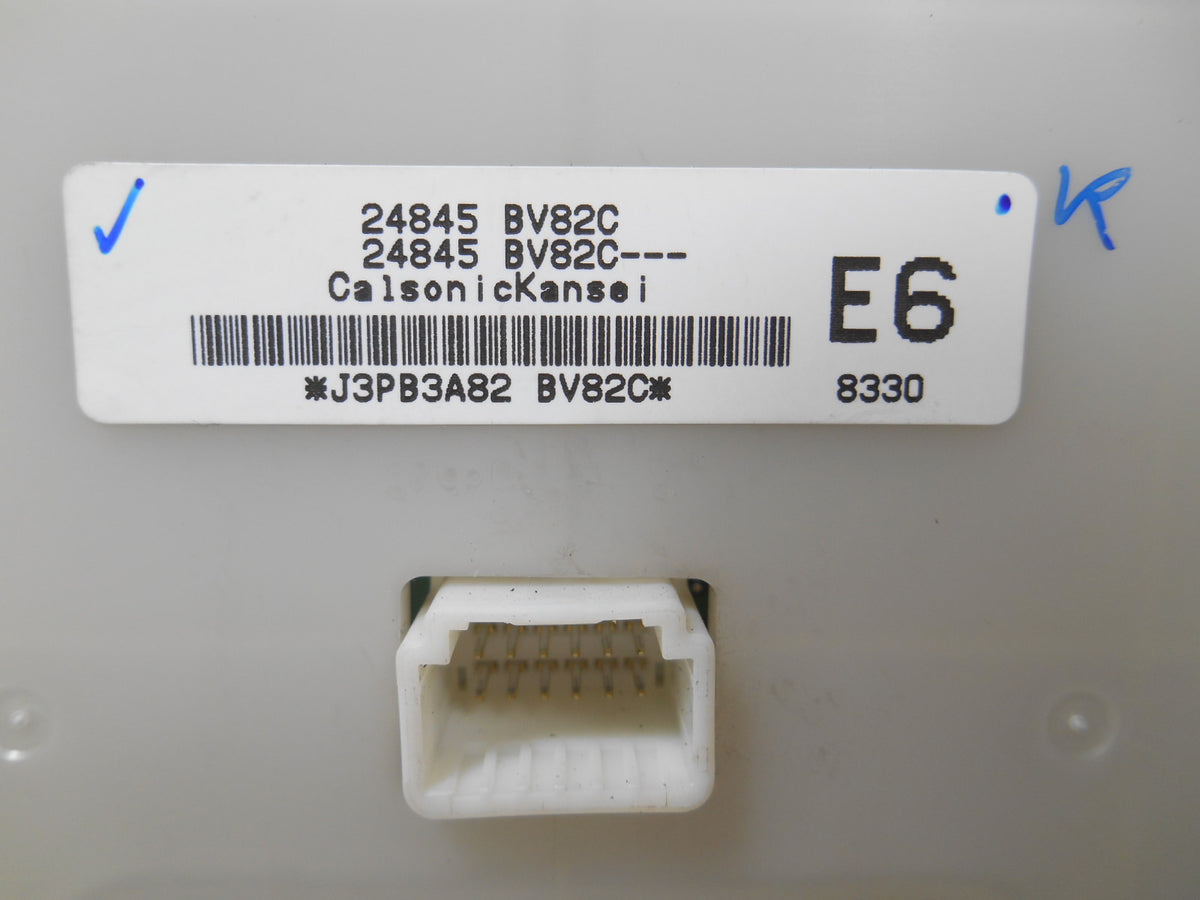 24845 BV82C
24845 BV82C---
CalsonicKansei
E6
*J3PB3A82 BV82C*
8330